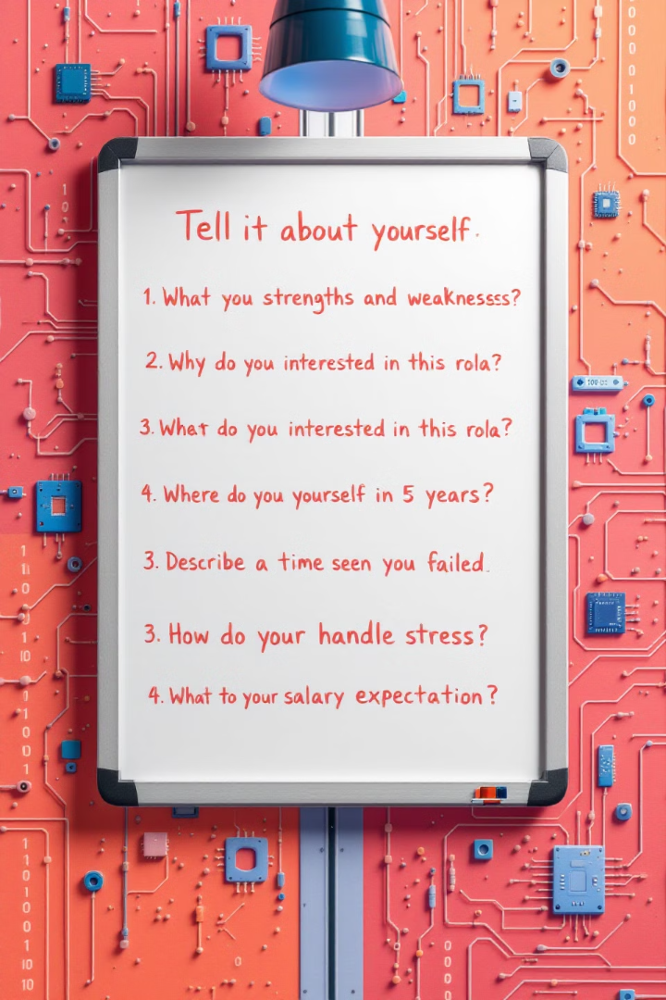 Tell it about yourself.
1. What you strengths and weaknessss?
2. Why do you interested in this rola?
3. What do you interested in this rola?
4. Where do you yourself in 5 years?
3. Describe a time seen you failed.
3. How do your handle stress?
4. What to your salary expectation?